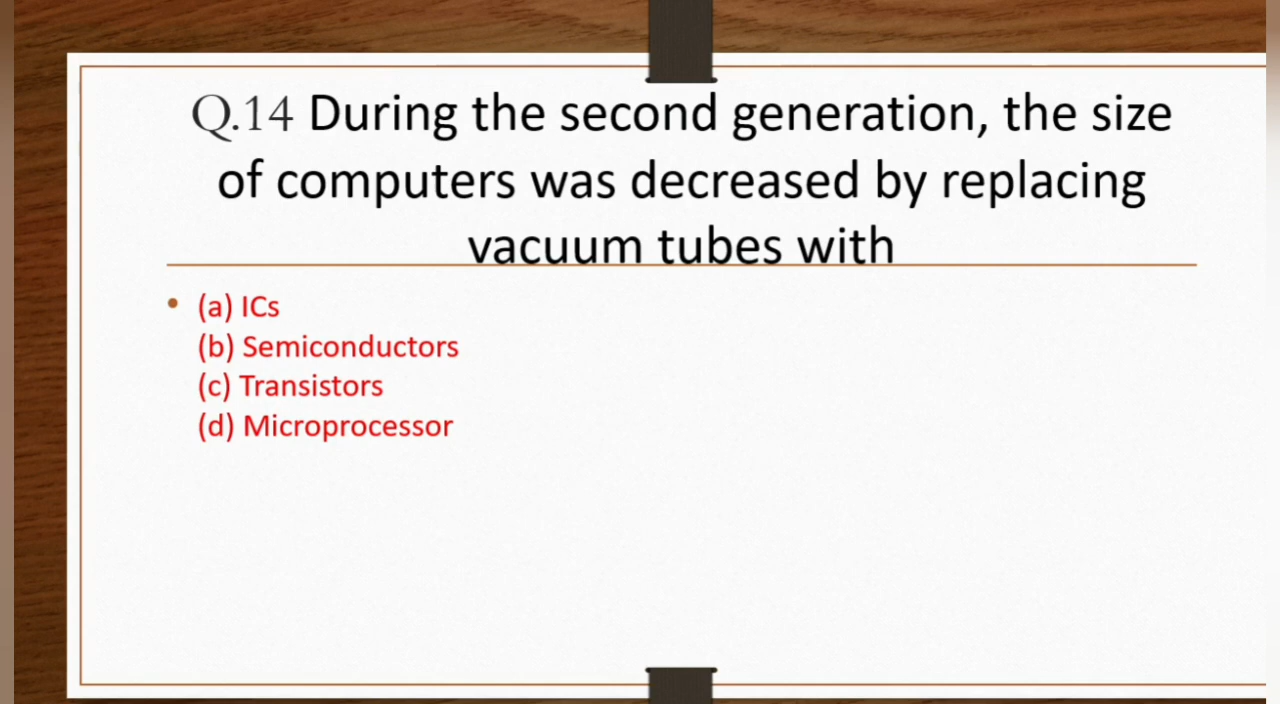 Q.14 During the second generation, the size
of computers was decreased by replacing
vacuum tubes with
• (a) ICs
(b) Semiconductors
(c) Transistors
(d) Microprocessor